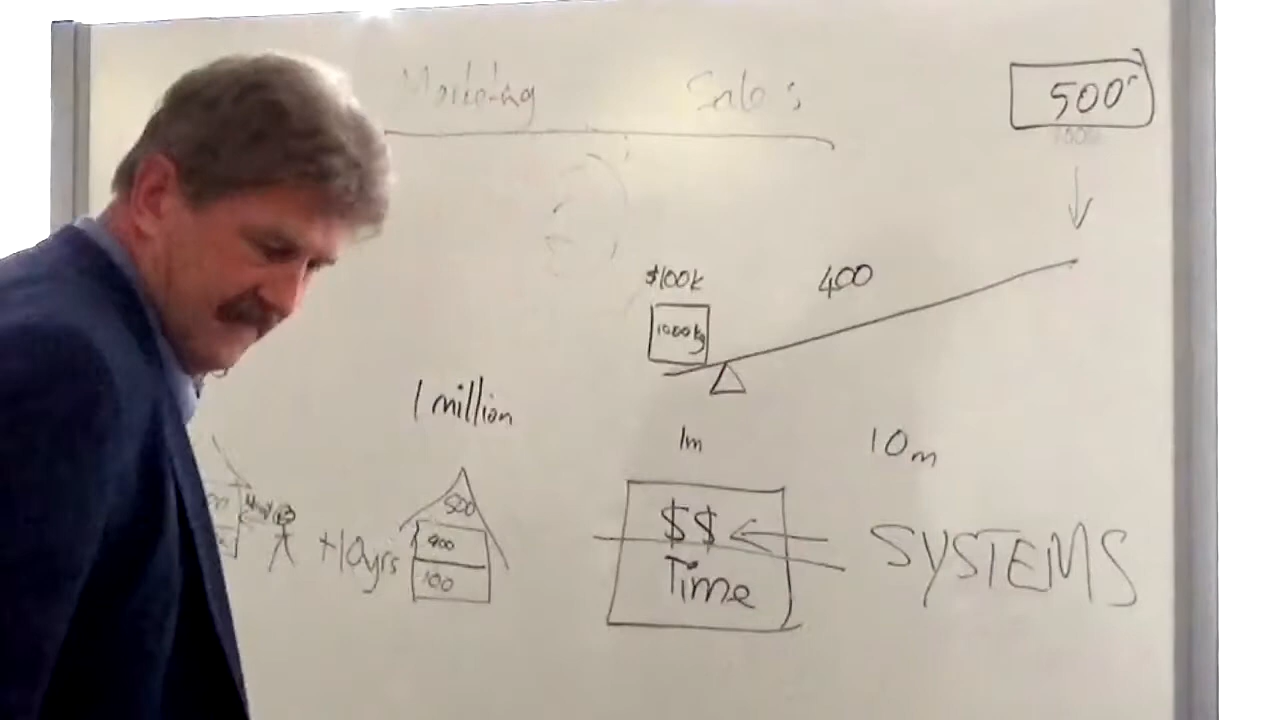 Marketing Sales
500
$100k
400
1000kg
1 million
1m
10m
500
400
100
+10yrs
$$
Time
SYSTEMS